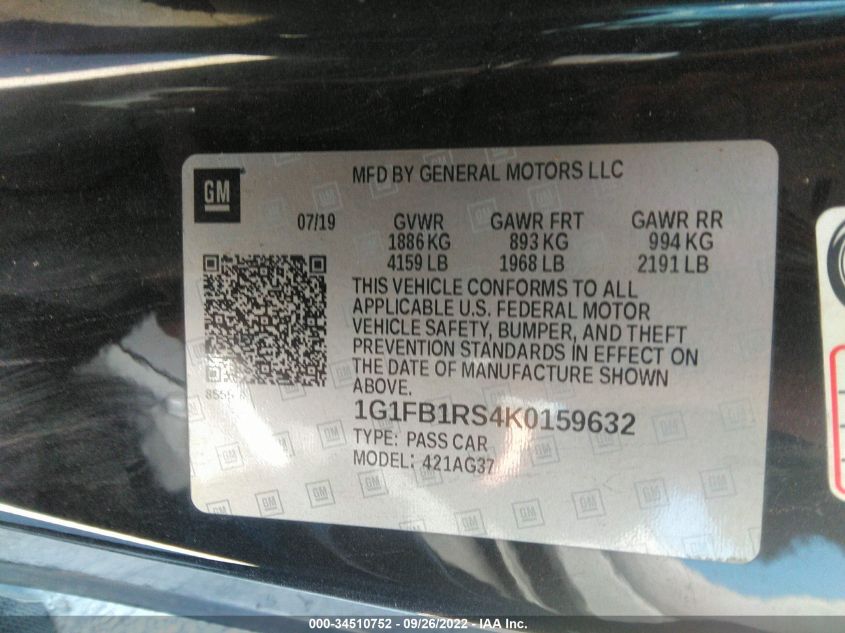 GM
MFD BY GENERAL MOTORS LLC
07/19 GVWR GAWR FRT GAWR RR
1886 KG 893 KG 994 KG
4159 LB 1968 LB 2191 LB
THIS VEHICLE CONFORMS TO ALL
APPLICABLE U.S. FEDERAL MOTOR
VEHICLE SAFETY, BUMPER, AND THEFT
PREVENTION STANDARDS IN EFFECT ON
THE DATE OF MANUFACTURE SHOWN
ABOVE.
1G1FB1RS4K0159632
TYPE: PASS CAR
MODEL: 421AG37
000-34510752 - 09/26/2022 - IAA Inc.